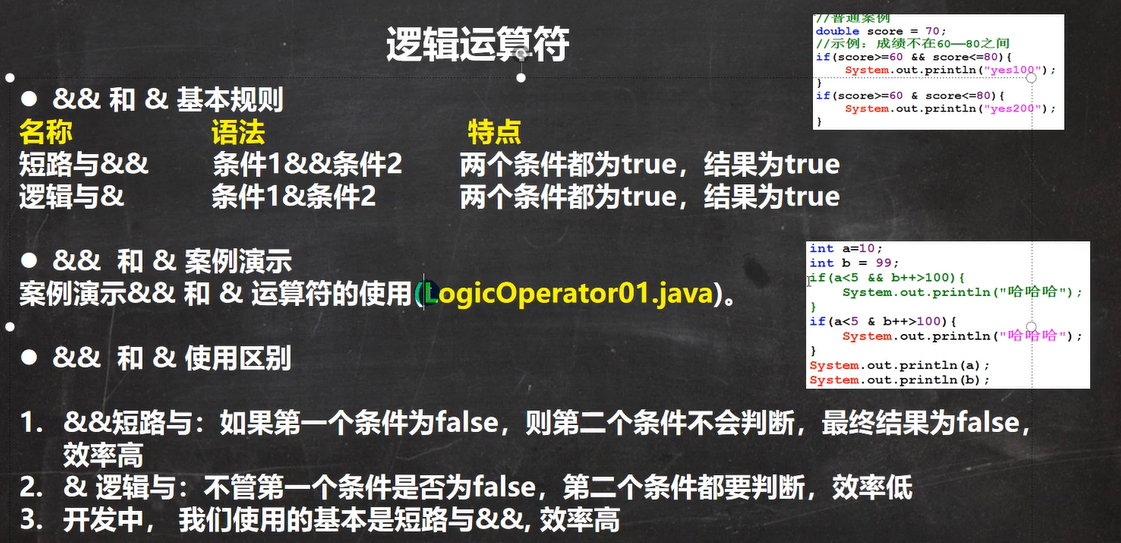 逻辑运算符
● && 和 & 基本规则
名称 语法 特点
短路与&& 条件1&&条件2 两个条件都为true，结果为true
逻辑与& 条件1&条件2 两个条件都为true，结果为true
● && 和 & 案例演示
案例演示&& 和 & 运算符的使用(LogicOperator01.java)。
● && 和 & 使用区别
1. &&短路与：如果第一个条件为false，则第二个条件不会判断，最终结果为false，
效率高
2. & 逻辑与：不管第一个条件是否为false，第二个条件都要判断，效率低
3. 开发中， 我们使用的基本是短路与&&, 效率高
//普通案例
double score = 70;
//示例：成绩不在60—80之间
if(score>=60 && score<=80){
System.out.println("yes100");
}
if(score>=60 & score<=80){
System.out.println("yes200");
}
int a=10;
int b = 99;
if(a<5 && b++>100){
System.out.println("哈哈哈");
}
if(a<5 & b++>100){
System.out.println("哈哈哈");
}
System.out.println(a);
System.out.println(b);